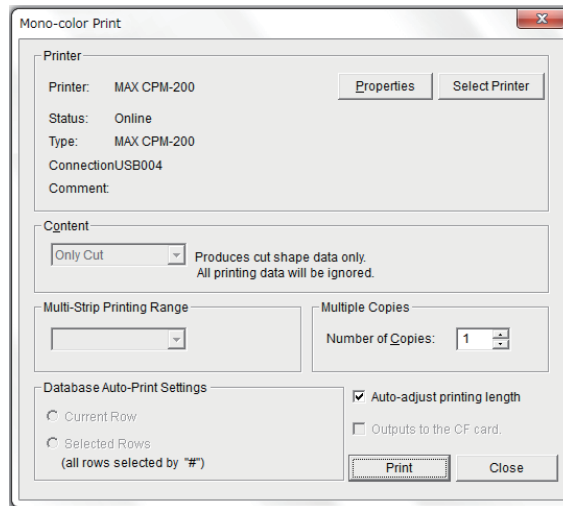 Mono-color Print
Printer
Printer: MAX CPM-200
Properties
Select Printer
Status: Online
Type: MAX CPM-200
ConnectionUSB004
Comment:
Content
Only Cut
Produces cut shape data only.
All printing data will be ignored.
Multi-Strip Printing Range
Multiple Copies
Number of Copies: 1
Database Auto-Print Settings
Current Row
Selected Rows
(all rows selected by "#")
Auto-adjust printing length
Outputs to the CF card.
Print
Close